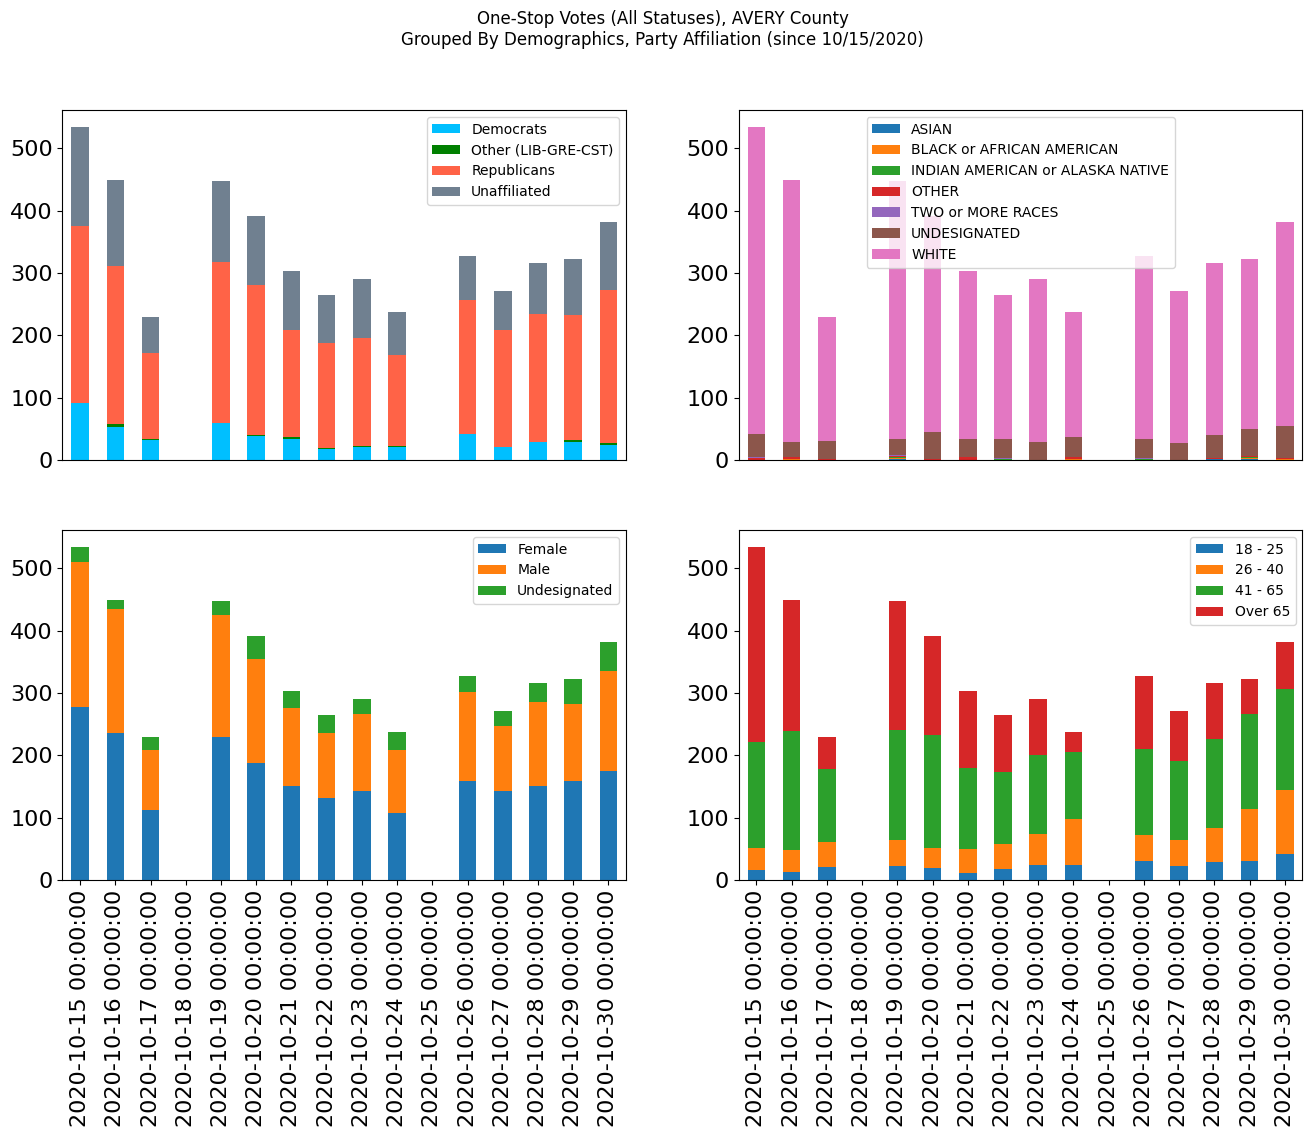 One-Stop Votes (All Statuses), AVERY County
Grouped By Demographics, Party Affiliation (since 10/15/2020)
500
400
300
200
100
0
Democrats
Other (LIB-GRE-CST)
Republicans
Unaffiliated
500
400
300
200
100
0
ASIAN
BLACK or AFRICAN AMERICAN
INDIAN AMERICAN or ALASKA NATIVE
OTHER
TWO or MORE RACES
UNDESIGNATED
WHITE
500
400
300
200
100
0
Female
Male
Undesignated
2020-10-15 00:00:00
2020-10-16 00:00:00
2020-10-17 00:00:00
2020-10-18 00:00:00
2020-10-19 00:00:00
2020-10-20 00:00:00
2020-10-21 00:00:00
2020-10-22 00:00:00
2020-10-23 00:00:00
2020-10-24 00:00:00
2020-10-25 00:00:00
2020-10-26 00:00:00
2020-10-27 00:00:00
2020-10-28 00:00:00
2020-10-29 00:00:00
2020-10-30 00:00:00
500
400
300
200
100
0
18 - 25
26 - 40
41 - 65
Over 65
2020-10-15 00:00:00
2020-10-16 00:00:00
2020-10-17 00:00:00
2020-10-18 00:00:00
2020-10-19 00:00:00
2020-10-20 00:00:00
2020-10-21 00:00:00
2020-10-22 00:00:00
2020-10-23 00:00:00
2020-10-24 00:00:00
2020-10-25 00:00:00
2020-10-26 00:00:00
2020-10-27 00:00:00
2020-10-28 00:00:00
2020-10-29 00:00:00
2020-10-30 00:00:00